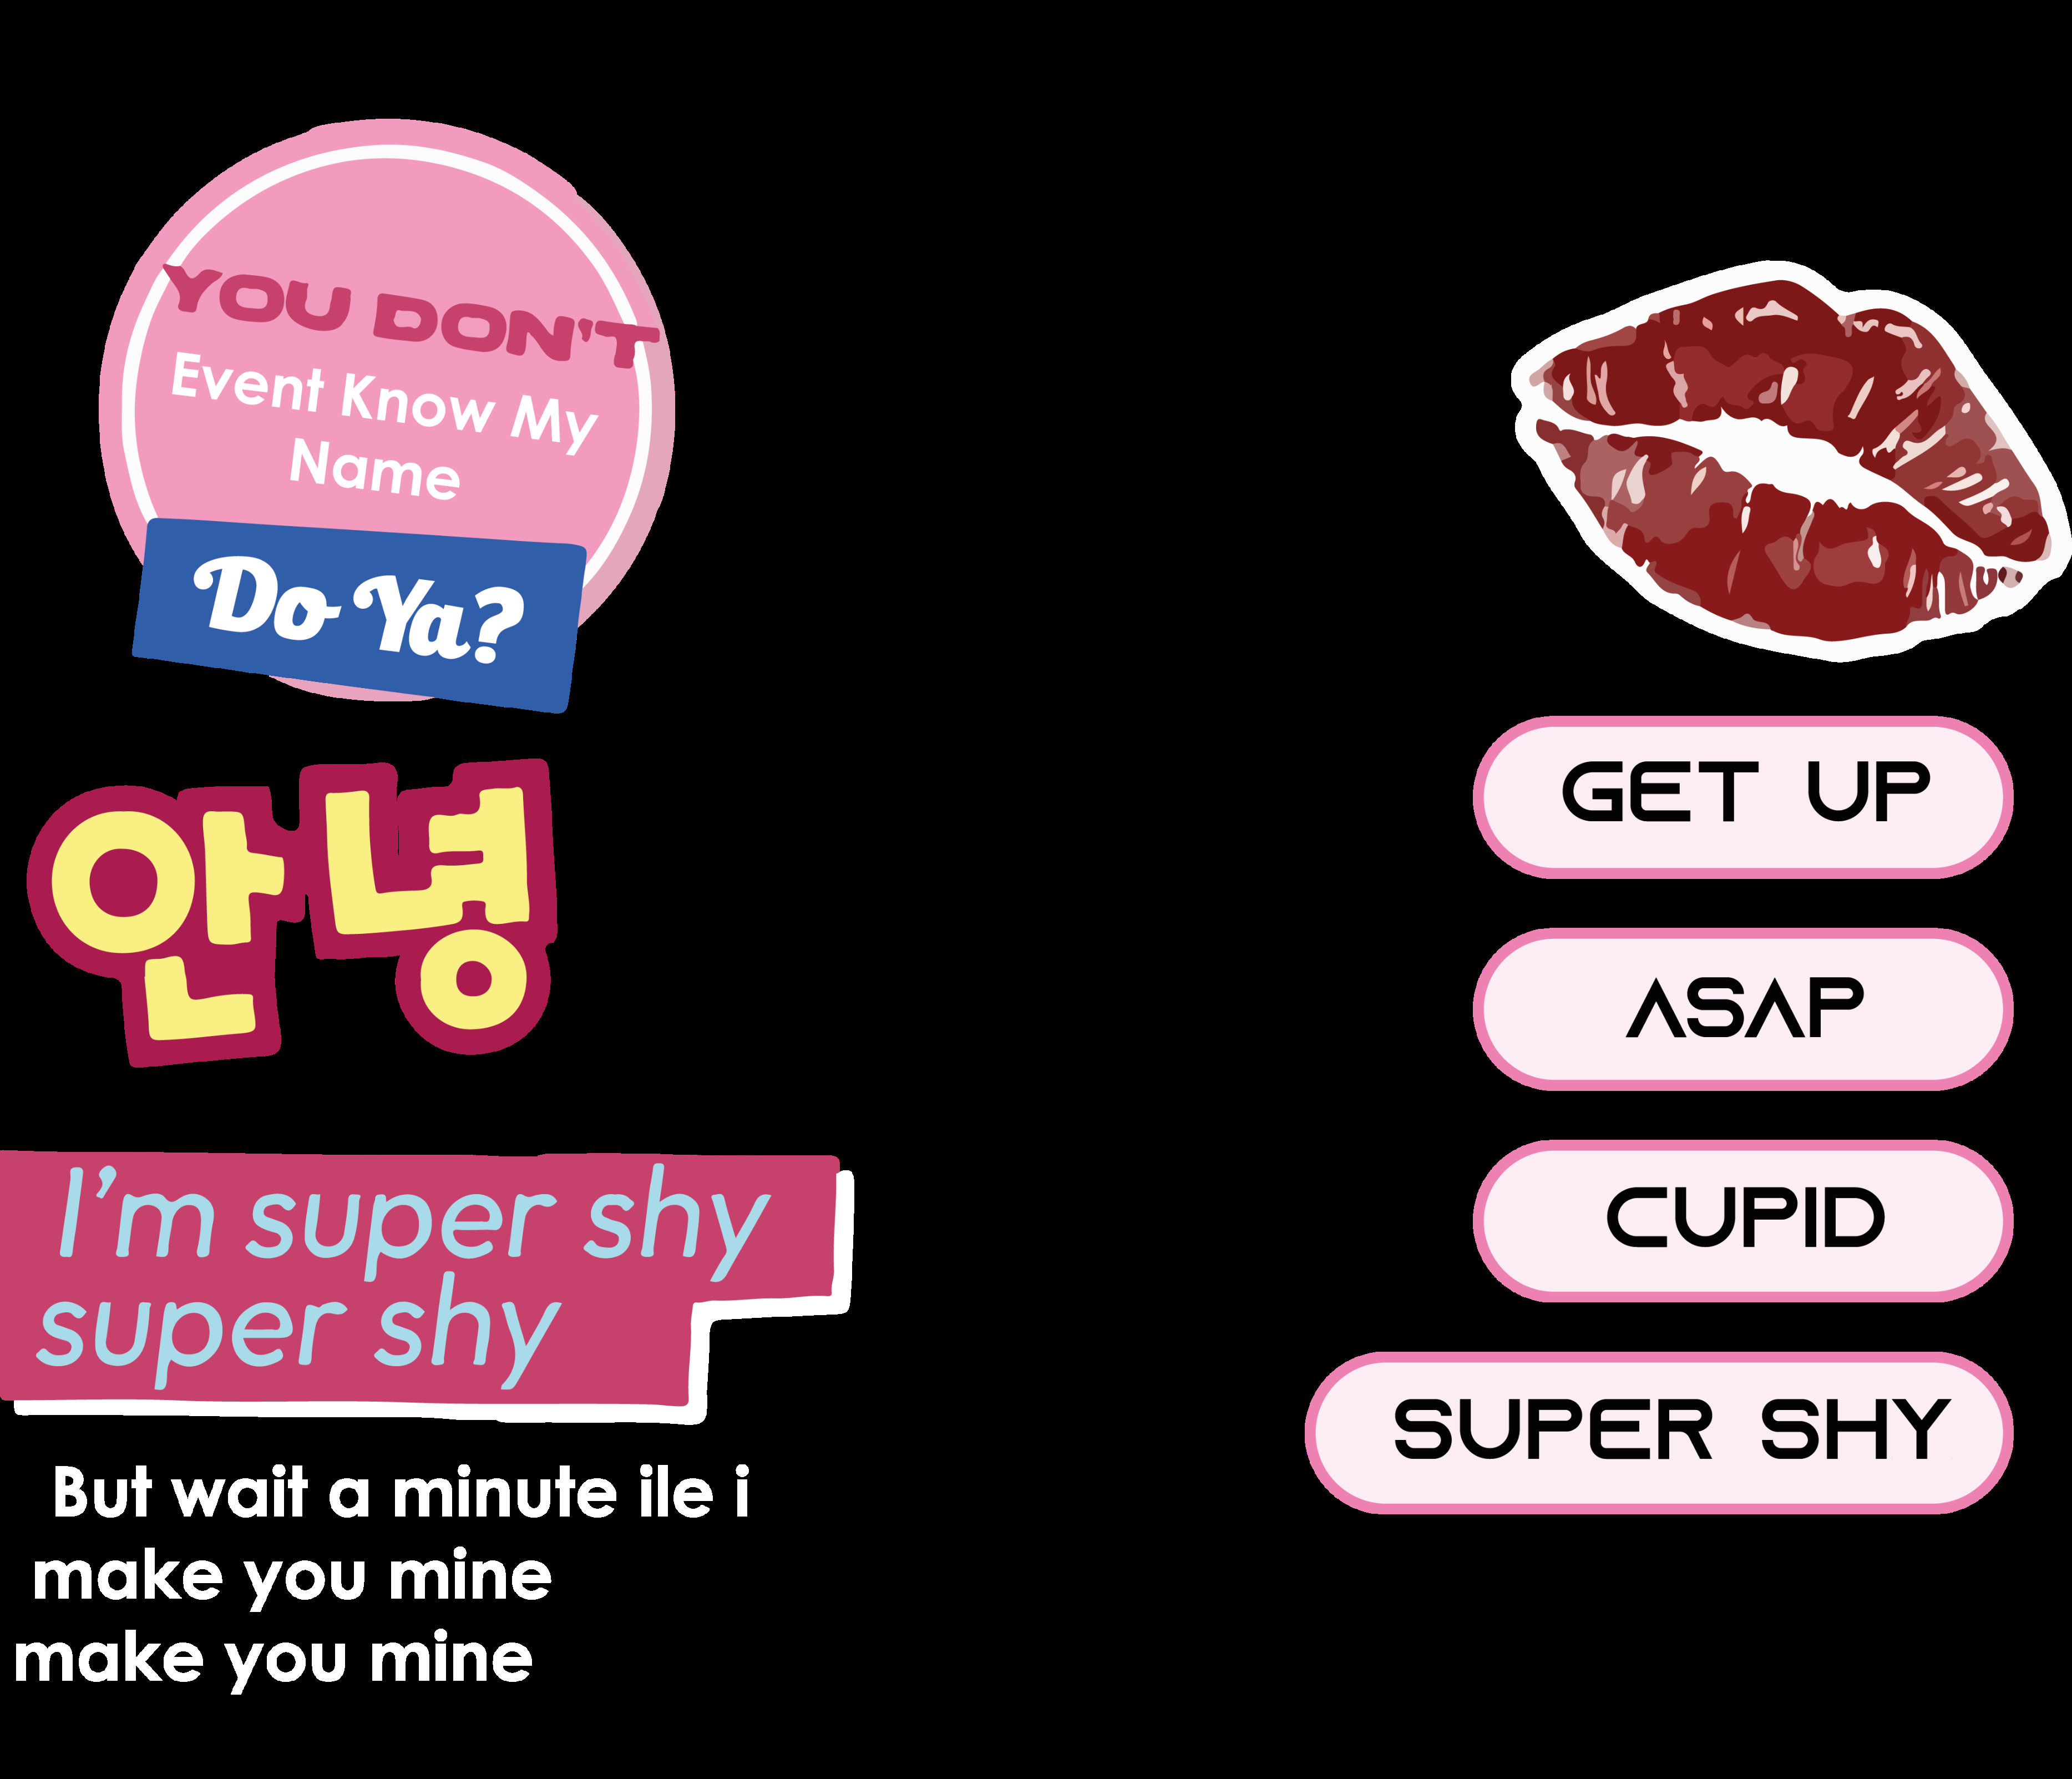 YOU DON'T
Event Know My
Name
Do Ya?
안녕
I'm super shy
super shy
But wait a minute ile i
make you mine
make you mine
GET UP
ASAP
CUPID
SUPER SHY